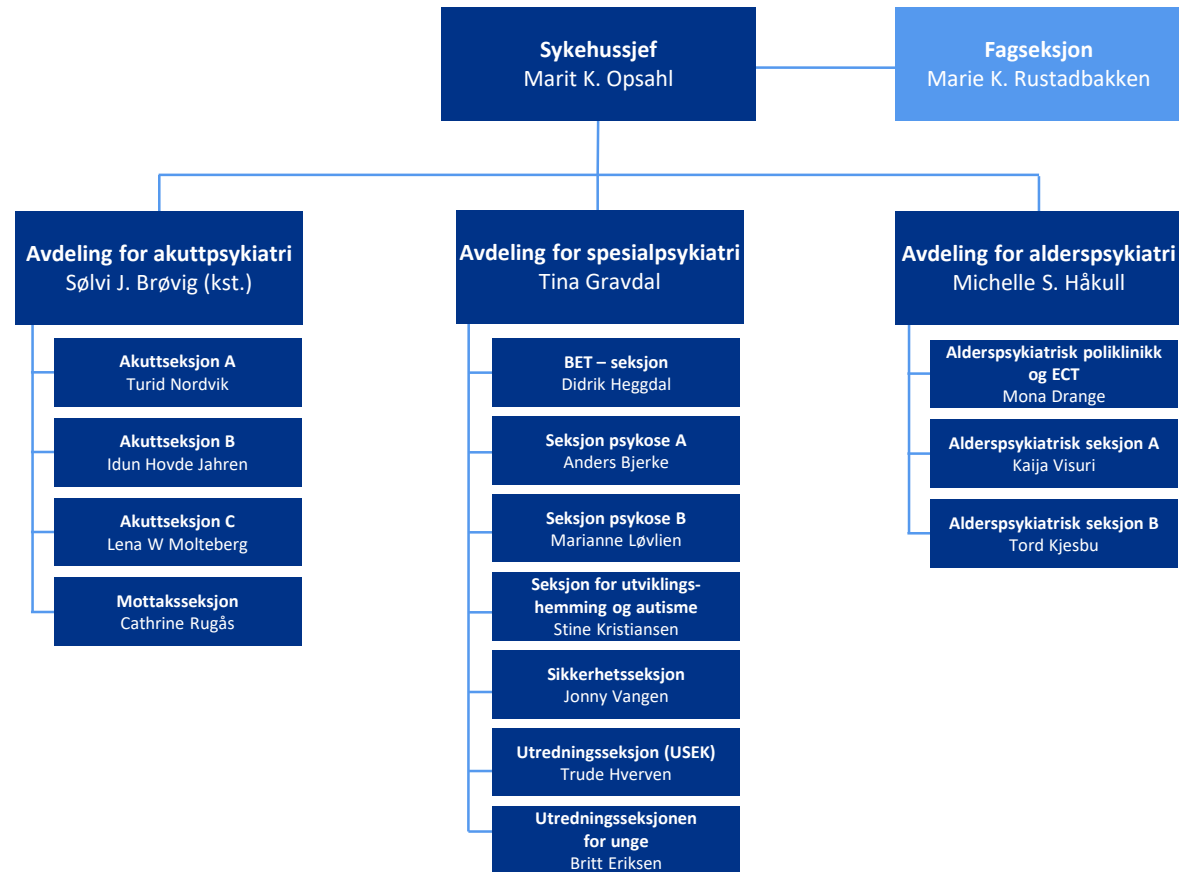 Sykehussjef
Marit K. Opsahl
Fagseksjon
Marie K. Rustadbakken
Avdeling for akuttpsykiatri
Sølvi J. Brøvig (kst.)
Akuttseksjon A
Turid Nordvik
Akuttseksjon B
Idun Hovde Jahren
Akuttseksjon C
Lena W Molteberg
Mottaksseksjon
Cathrine Rugås
Avdeling for spesialpsykiatri
Tina Gravdal
BET – seksjon
Didrik Heggdal
Seksjon psykose A
Anders Bjerke
Seksjon psykose B
Marianne Løvlien
Seksjon for utviklings-
hemming og autisme
Stine Kristiansen
Sikkerhetsseksjon
Jonny Vangen
Utredningsseksjon (USEK)
Trude Hverven
Utredningseksjonen
for unge
Britt Eriksen
Avdeling for alderspsykiatri
Michelle S. Håkull
Alderspsykiatrisk poliklinikk
og ECT
Mona Drange
Alderspsykiatrisk seksjon A
Kaija Visuri
Alderspsykiatrisk seksjon B
Tord Kjesbu